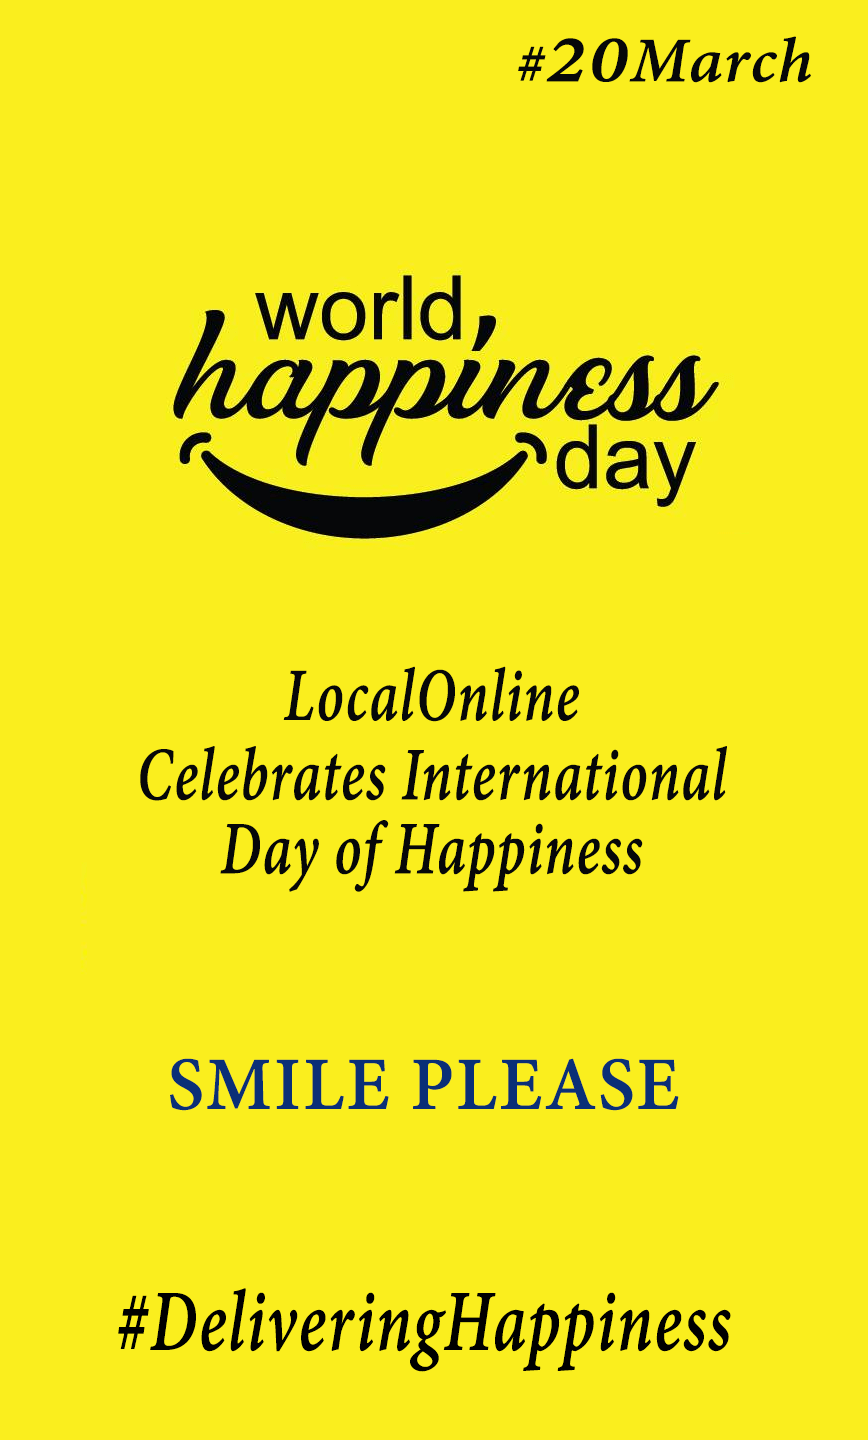 #20March
world
happiness
day
LocalOnline
Celebrates International
Day of Happiness
SMILE PLEASE
#DeliveringHappiness